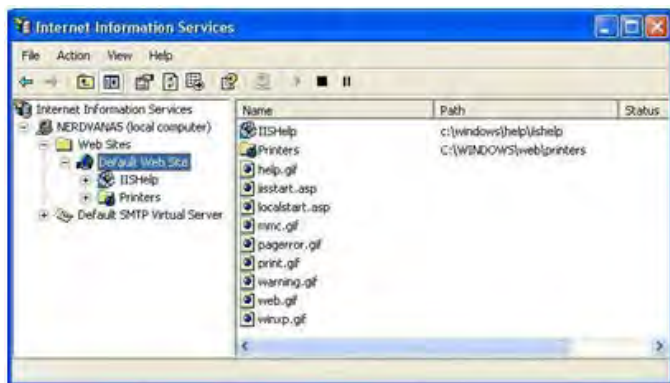 Internet Information Services
File Action View Help
Internet Information Services
NERDVANA5 (local computer)
Web Sites
Default Web Site
IISHelp
Printers
Default SMTP Virtual Server
Name Path Status
IISHelp c:\windows\help\iishelp
Printers C:\WINDOWS\web\printers
help.gif
iisstart.asp
localstart.asp
mmc.gif
pagerror.gif
print.gif
warning.gif
web.gif
winxp.gif